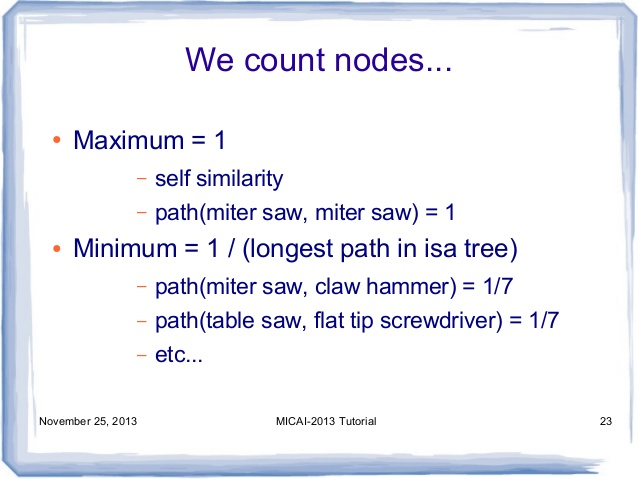 We count nodes...
● Maximum = 1
– self similarity
– path(miter saw, miter saw) = 1
● Minimum = 1 / (longest path in isa tree)
– path(miter saw, claw hammer) = 1/7
– path(table saw, flat tip screwdriver) = 1/7
– etc...
November 25, 2013 MICAI-2013 Tutorial 23